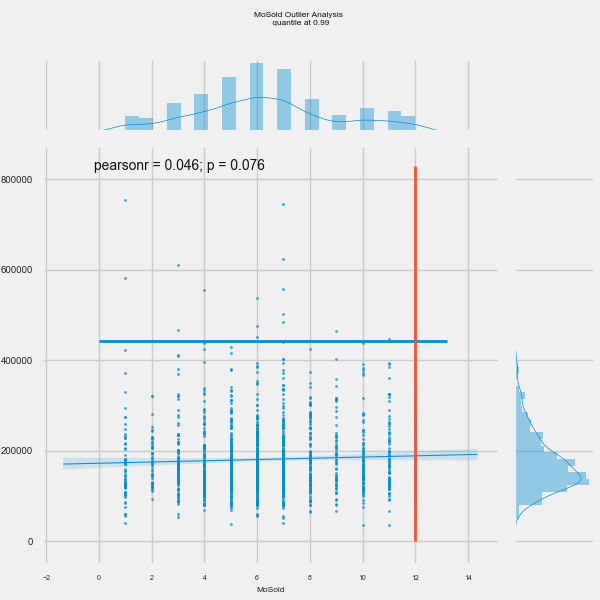 MoSold Outlier Analysis
quantile at 0.99
pearsonr = 0.046; p = 0.076
800000
600000
400000
200000
0
−2 0 2 4 6 8 10 12 14
MoSold